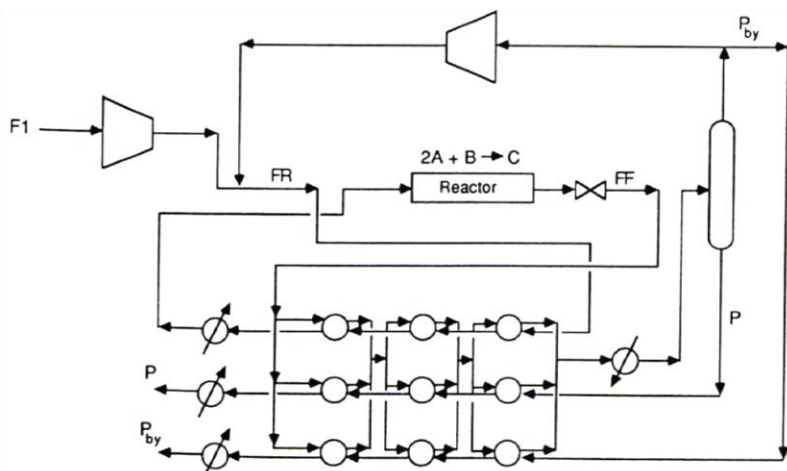 P_by
F1
2A + B → C
FR
Reactor
FF
P
P
P_by